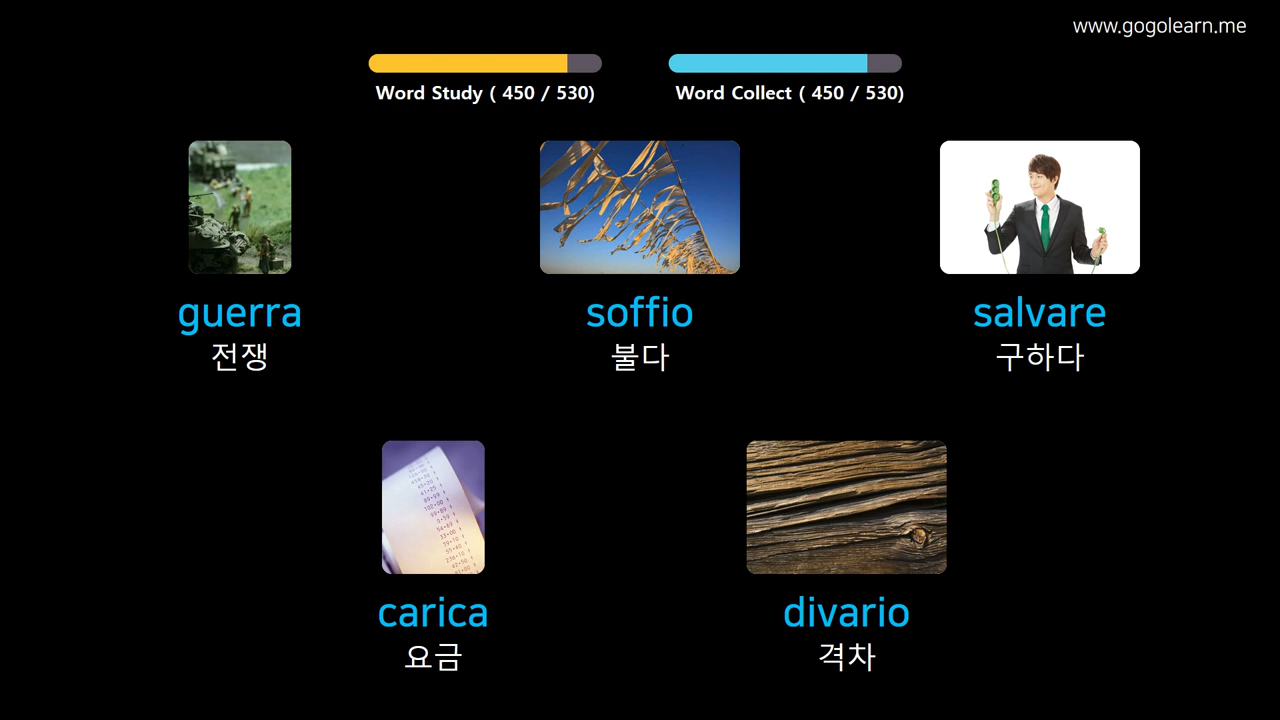 www.gogolearn.me
Word Study ( 450 / 530)
Word Collect ( 450 / 530)
guerra
전쟁
soffio
불다
salvare
구하다
carica
요금
divario
격차